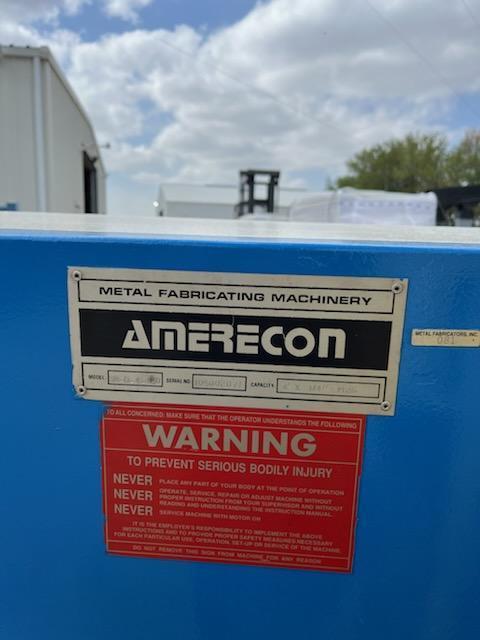 METAL FABRICATING MACHINERY
AMERECON
MODEL
SERIAL NO
CAPACITY
METAL FABRICATORS, INC.
081
TO ALL CONCERNED: MAKE SURE THAT THE OPERATOR UNDERSTANDS THE FOLLOWING
WARNING
TO PREVENT SERIOUS BODILY INJURY
NEVER PLACE ANY PART OF YOUR BODY AT THE POINT OF OPERATION
NEVER OPERATE, SERVICE, REPAIR OR ADJUST MACHINE WITHOUT
PROPER INSTRUCTION FROM YOUR SUPERVISOR AND WITHOUT
READING AND UNDERSTANDING THE INSTRUCTION MANUAL.
NEVER SERVICE MACHINE WITH MOTOR ON
IT IS THE EMPLOYER'S RESPONSIBILITY TO IMPLEMENT THE ABOVE
INSTRUCTIONS AND TO PROVIDE PROPER SAFETY MEASURES NECESSARY
FOR EACH PARTICULAR USE, OPERATION, SET-UP OR SERVICE OF THE MACHINE.
DO NOT REMOVE THIS SIGN FROM MACHINE FOR ANY REASON